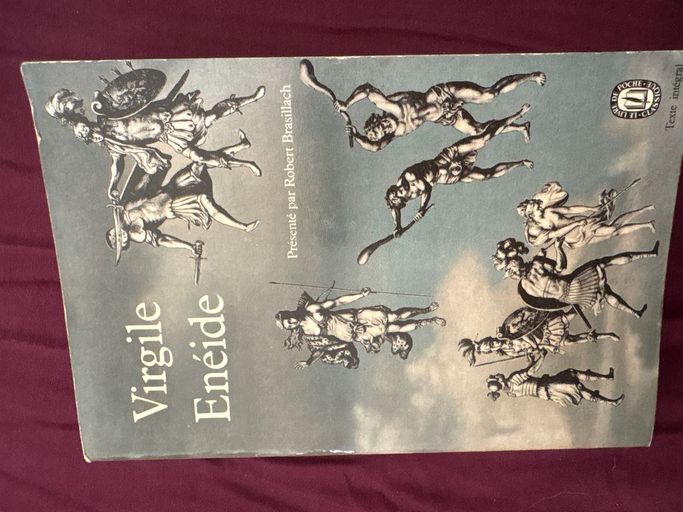 Virgile
Enéide
Présenté par Robert Brasillach
LE LIVRE DE POCHE
CLASSIQUE
Texte intégral